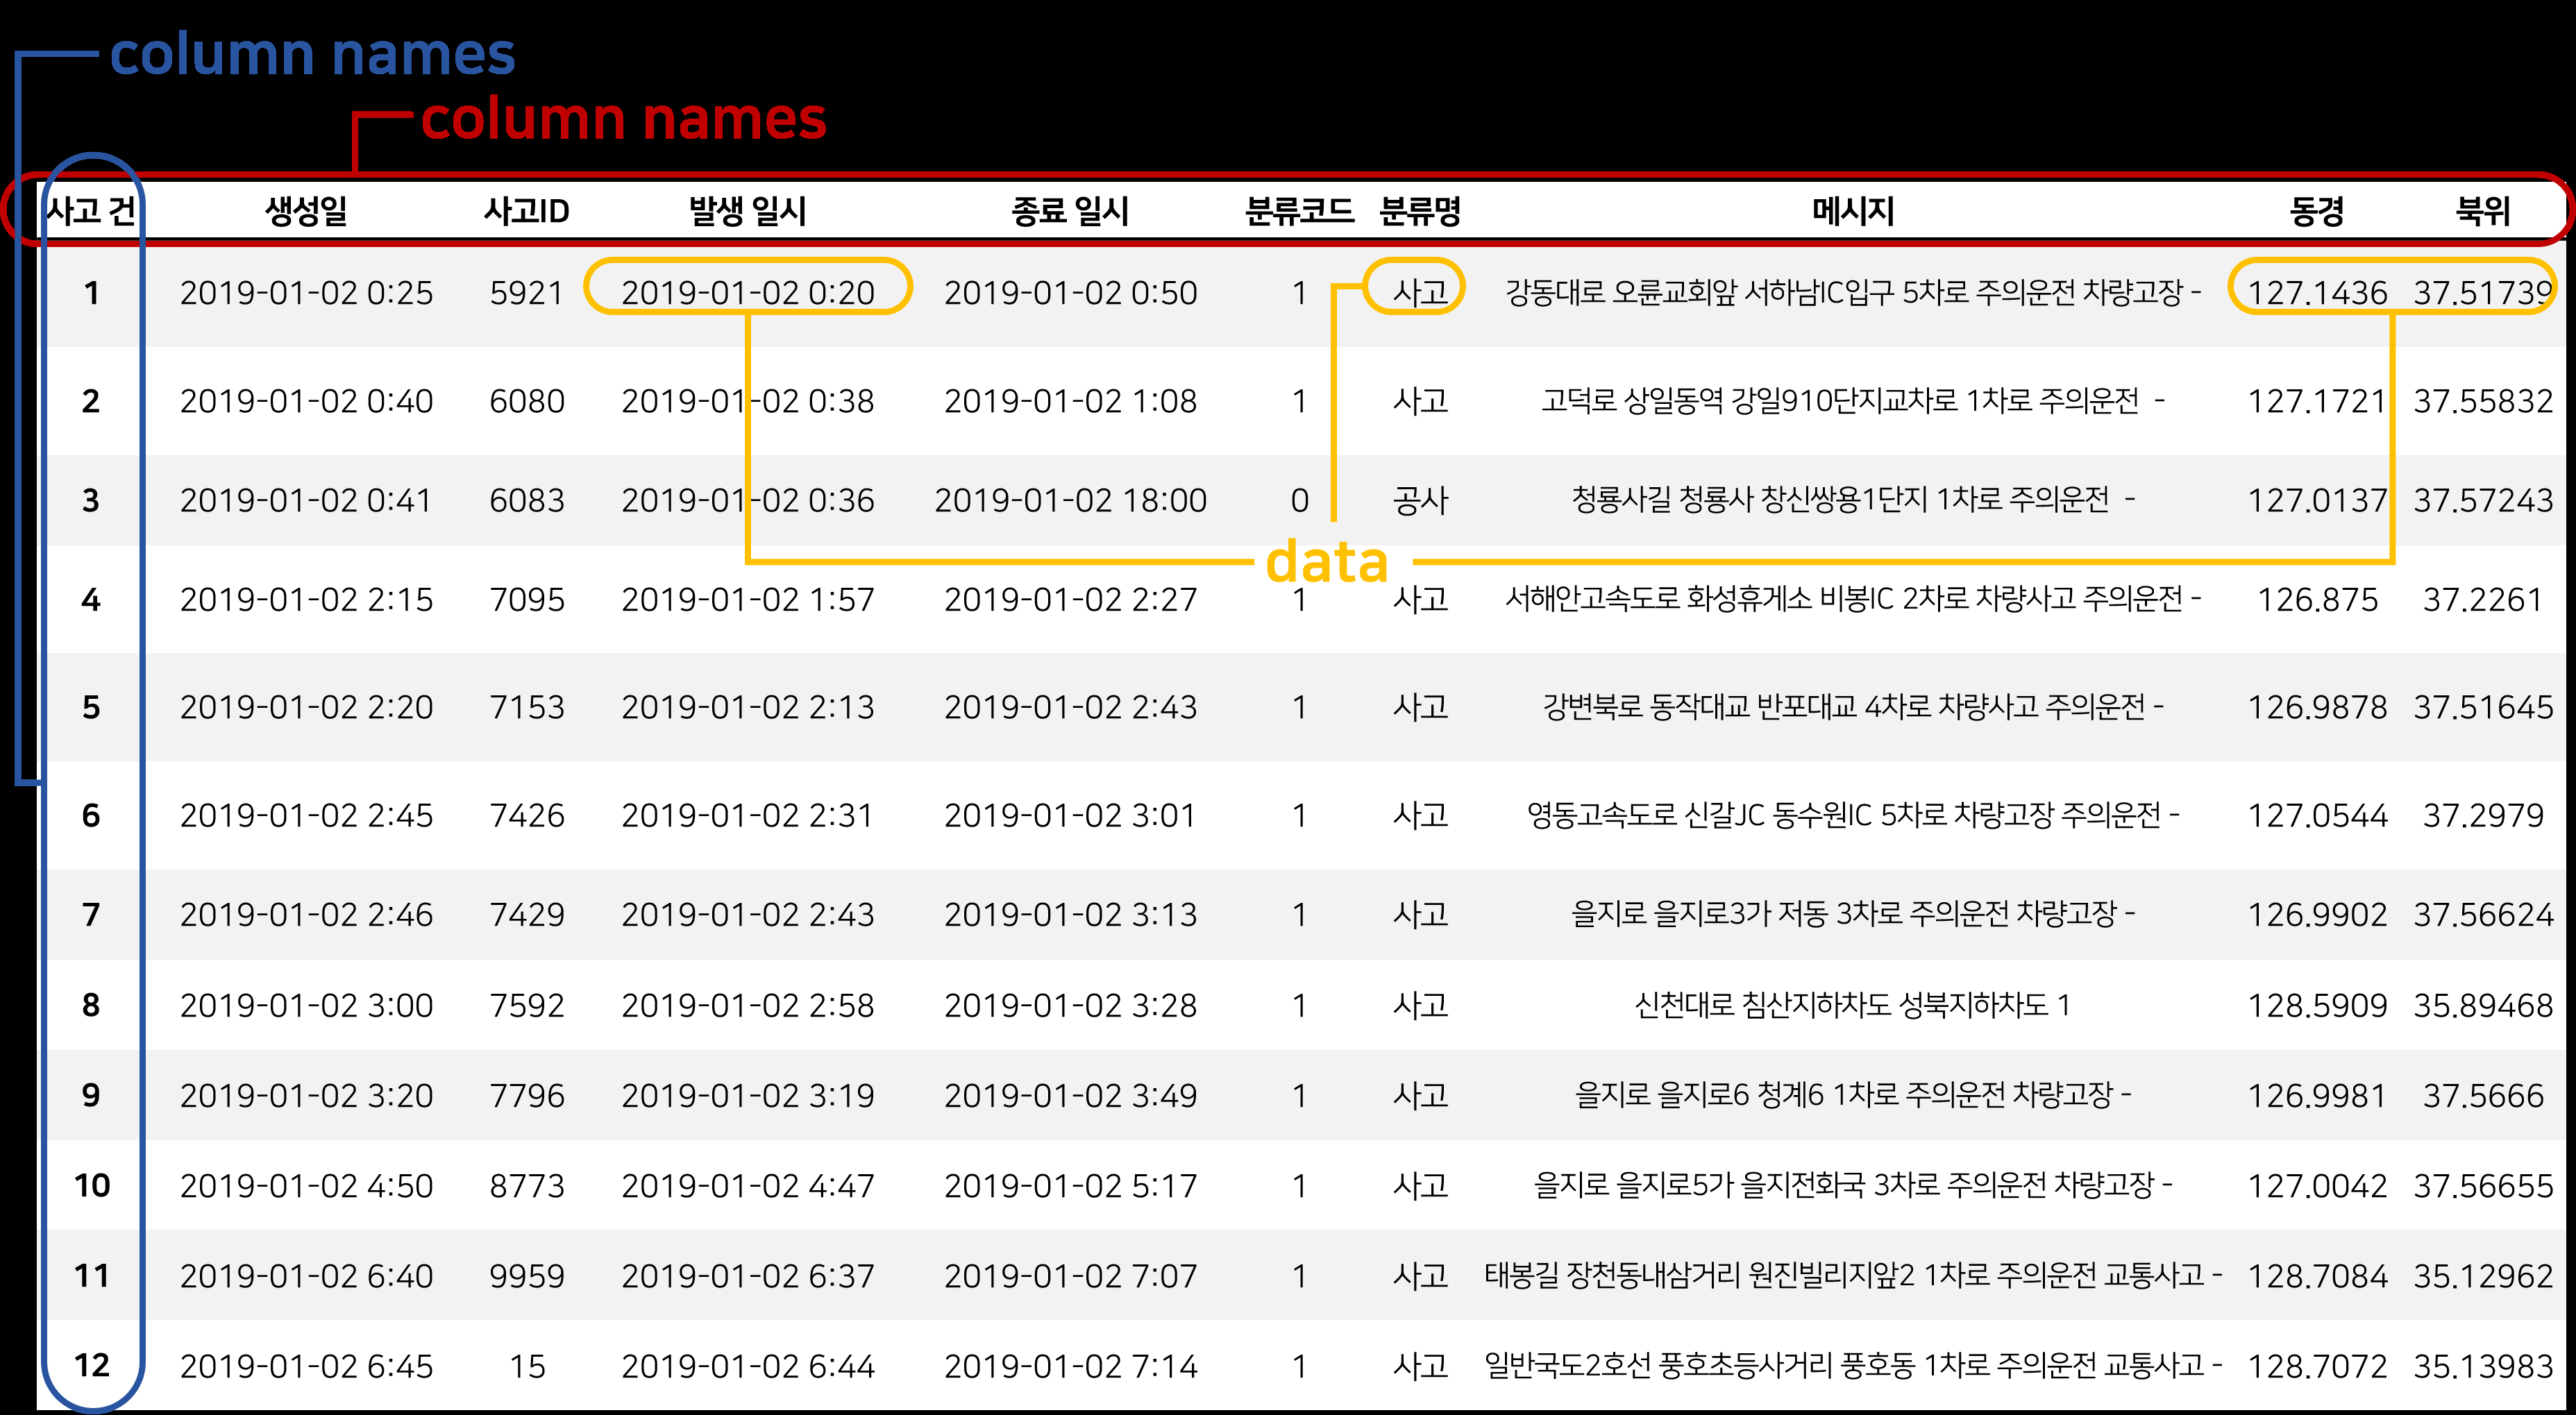 column names
column names
사고 건 생성일 사고ID 발생 일시 종료 일시 분류코드 분류명 메시지 동경 북위
1 2019-01-02 0:25 5921 2019-01-02 0:20 2019-01-02 0:50 1 사고 강동대로 오륜교회앞 서하남IC입구 5차로 주의운전 차량고장 - 127.1436 37.51739
2 2019-01-02 0:40 6080 2019-01-02 0:38 2019-01-02 1:08 1 사고 고덕로 상일동역 강일910단지교차로 1차로 주의운전 - 127.1721 37.55832
3 2019-01-02 0:41 6083 2019-01-02 0:36 2019-01-02 18:00 0 공사 청룡사길 청룡사 창신쌍용1단지 1차로 주의운전 - 127.0137 37.57243
data
4 2019-01-02 2:15 7095 2019-01-02 1:57 2019-01-02 2:27 1 사고 서해안고속도로 화성휴게소 비봉IC 2차로 차량사고 주의운전 - 126.875 37.2261
5 2019-01-02 2:20 7153 2019-01-02 2:13 2019-01-02 2:43 1 사고 강변북로 동작대교 반포대교 4차로 차량사고 주의운전 - 126.9878 37.51645
6 2019-01-02 2:45 7426 2019-01-02 2:31 2019-01-02 3:01 1 사고 영동고속도로 신갈JC 동수원IC 5차로 차량고장 주의운전 - 127.0544 37.2979
7 2019-01-02 2:46 7429 2019-01-02 2:43 2019-01-02 3:13 1 사고 을지로 을지로3가 저동 3차로 주의운전 차량고장 - 126.9902 37.56624
8 2019-01-02 3:00 7592 2019-01-02 2:58 2019-01-02 3:28 1 사고 신천대로 침산지하차도 성북지하차도 1 128.5909 35.89468
9 2019-01-02 3:20 7796 2019-01-02 3:19 2019-01-02 3:49 1 사고 을지로 을지로6 청계6 1차로 주의운전 차량고장 - 126.9981 37.5666
10 2019-01-02 4:50 8773 2019-01-02 4:47 2019-01-02 5:17 1 사고 을지로 을지로5가 을지전화국 3차로 주의운전 차량고장 - 127.0042 37.56655
11 2019-01-02 6:40 9959 2019-01-02 6:37 2019-01-02 7:07 1 사고 태봉길 장천동내삼거리 원진빌리지앞2 1차로 주의운전 교통사고 - 128.7084 35.12962
12 2019-01-02 6:45 15 2019-01-02 6:44 2019-01-02 7:14 1 사고 일반국도2호선 풍호초등사거리 풍호동 1차로 주의운전 교통사고 - 128.7072 35.13983